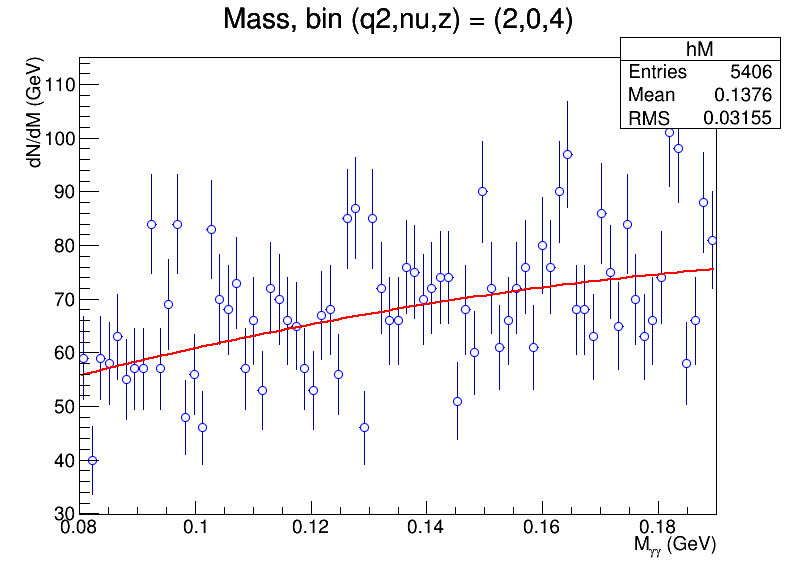 Mass, bin (q2,nu,z) = (2,0,4)
hM
Entries 5406
Mean 0.1376
RMS 0.03155
dN/dM (GeV)
110
100
90
80
70
60
50
40
30
0.08 0.1 0.12 0.14 0.16 0.18
Mγγ (GeV)